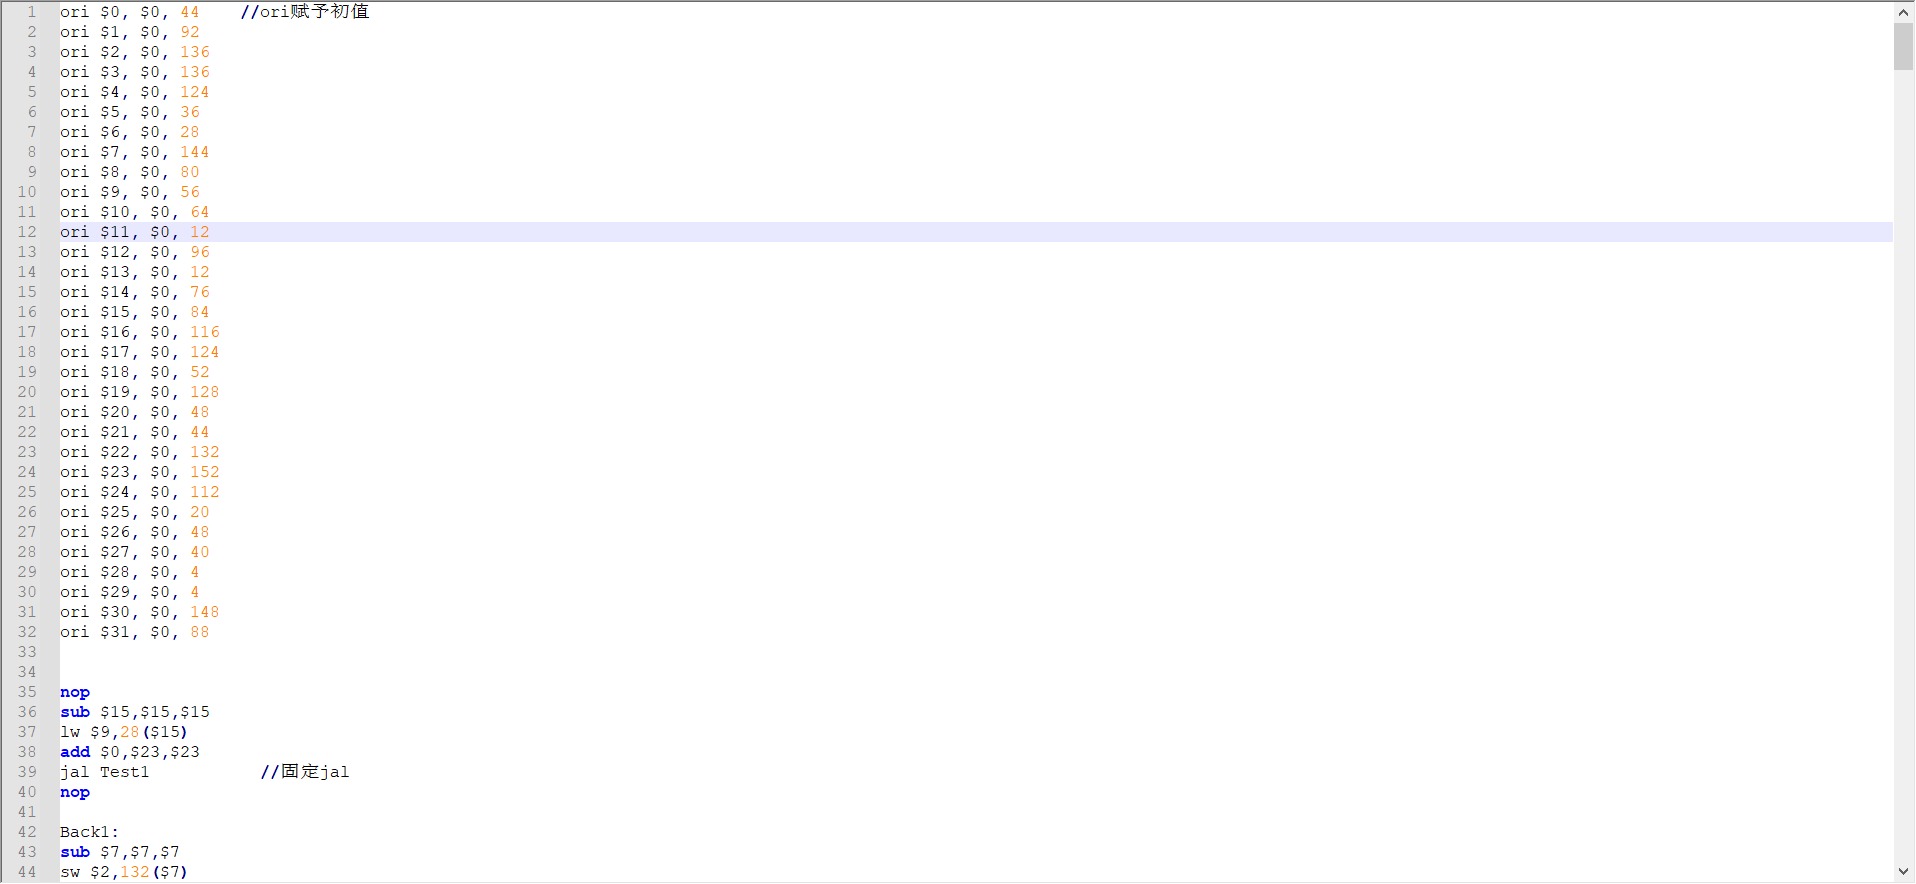 1 ori $0, $0, 44 //ori赋予初值
2 ori $1, $0, 92
3 ori $2, $0, 136
4 ori $3, $0, 136
5 ori $4, $0, 124
6 ori $5, $0, 36
7 ori $6, $0, 28
8 ori $7, $0, 144
9 ori $8, $0, 80
10 ori $9, $0, 56
11 ori $10, $0, 64
12 ori $11, $0, 12
13 ori $12, $0, 96
14 ori $13, $0, 12
15 ori $14, $0, 76
16 ori $15, $0, 84
17 ori $16, $0, 116
18 ori $17, $0, 124
19 ori $18, $0, 52
20 ori $19, $0, 128
21 ori $20, $0, 48
22 ori $21, $0, 44
23 ori $22, $0, 132
24 ori $23, $0, 152
25 ori $24, $0, 112
26 ori $25, $0, 20
27 ori $26, $0, 48
28 ori $27, $0, 40
29 ori $28, $0, 4
30 ori $29, $0, 4
31 ori $30, $0, 148
32 ori $31, $0, 88
33
34
35 nop
36 sub $15,$15,$15
37 lw $9,28($15)
38 add $0,$23,$23
39 jal Test1 //固定jal
40 nop
41
42 Back1:
43 sub $7,$7,$7
44 sw $2,132($7)